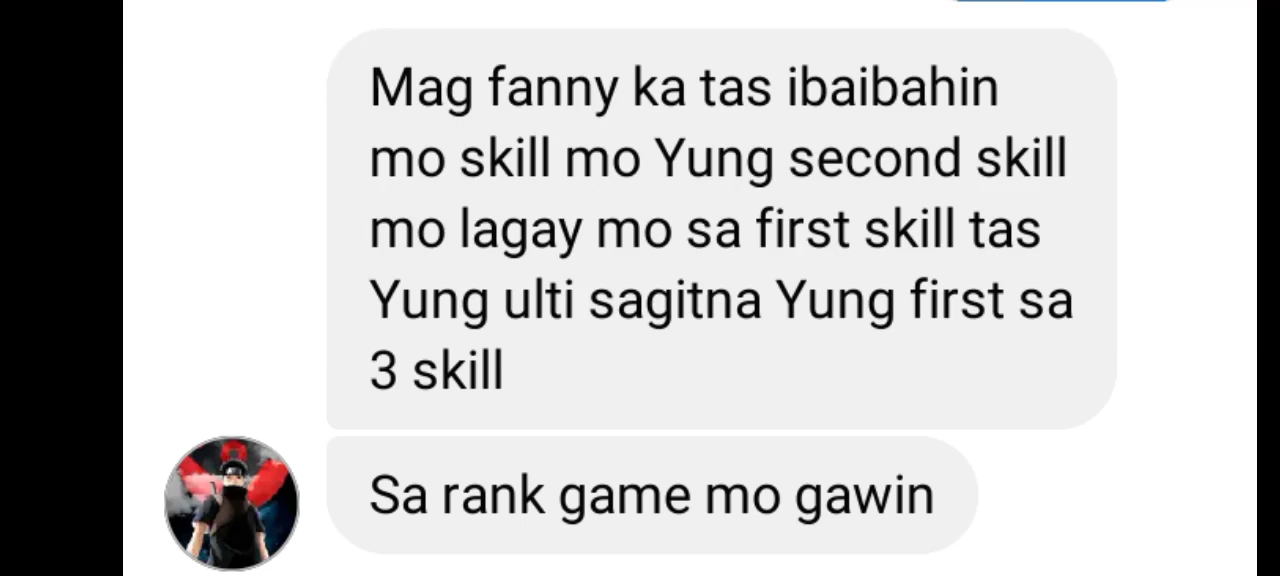 Mag fanny ka tas ibaibahin
mo skill mo Yung second skill
mo lagay mo sa first skill tas
Yung ulti sagitna Yung first sa
3 skill
Sa rank game mo gawin